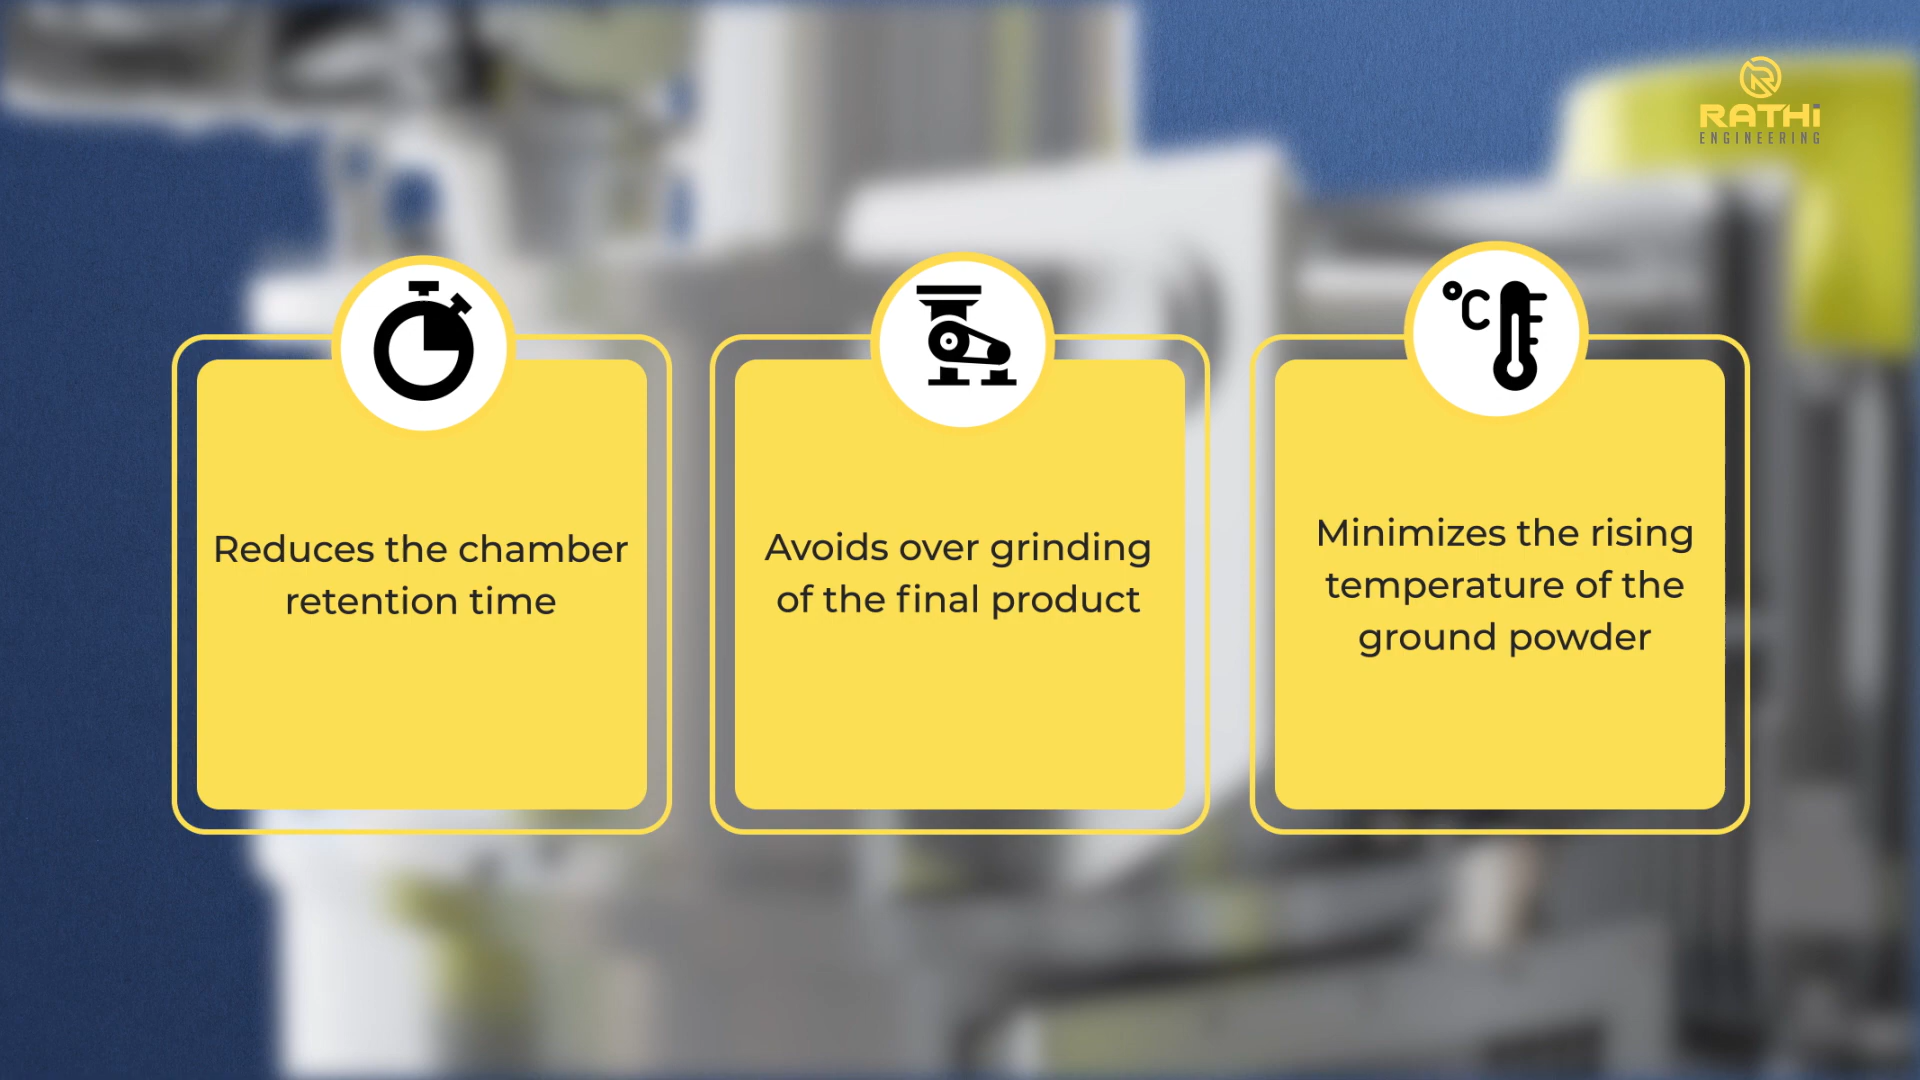 RATHi
ENGINEERING
°C
Reduces the chamber
retention time
Avoids over grinding
of the final product
Minimizes the rising
temperature of the
ground powder